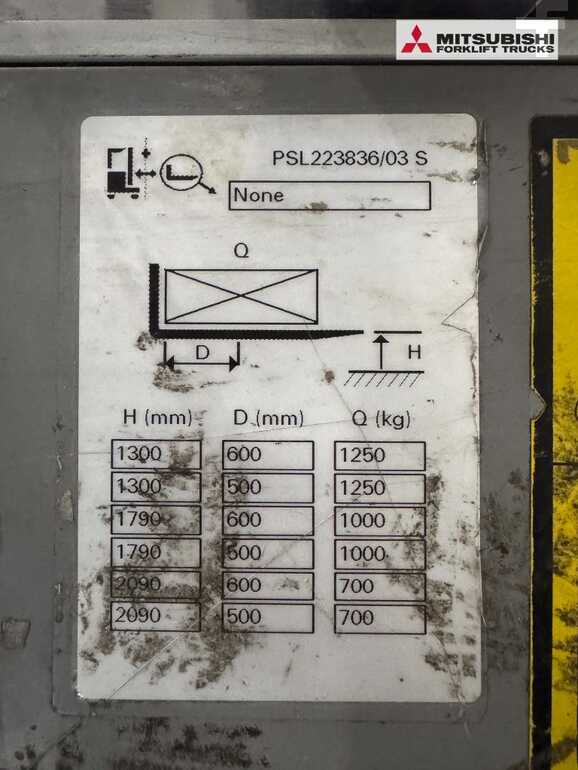 MITSUBISHI
FORKLIFT TRUCKS
PSL223836/03 S
None
Q
D
H
H (mm) D (mm) Q (kg)
1300 600 1250
1300 500 1250
1790 600 1000
1790 500 1000
2090 600 700
2090 500 700